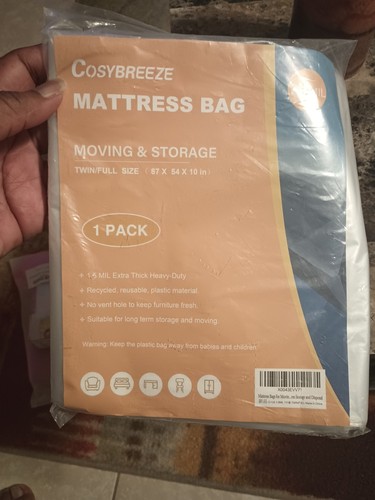 COSYBREEZE
MATTRESS BAG
MIL
MOVING & STORAGE
TWIN/FULL SIZE ( 87 X 54 X 10 in)
1 PACK
MIL Extra Thick Heavy Duty
Recycled, reusable, plastic material.
No vent hole to keep furniture fresh.
Suitable for long term storage and moving.
Warning: Keep the plastic bag away from babies and children